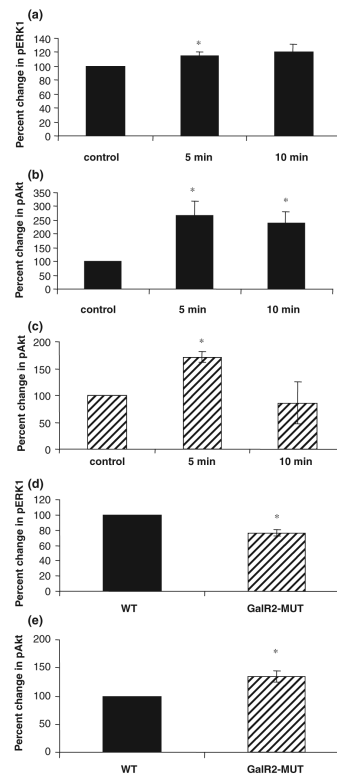 (a)
Percent change in pERK1
140
120
100
80
60
40
20
0
*
control 5 min 10 min
(b)
Percent change in pAkt
350
300
250
200
150
100
50
0
* *
control 5 min 10 min
(c)
Percent change in pAkt
200
150
100
50
0
*
control 5 min 10 min
(d)
Percent change in pERK1
120
100
80
60
40
20
0
*
WT GalR2-MUT
(e)
Percent change in pAkt
200
150
100
50
0
*
WT GalR2-MUT